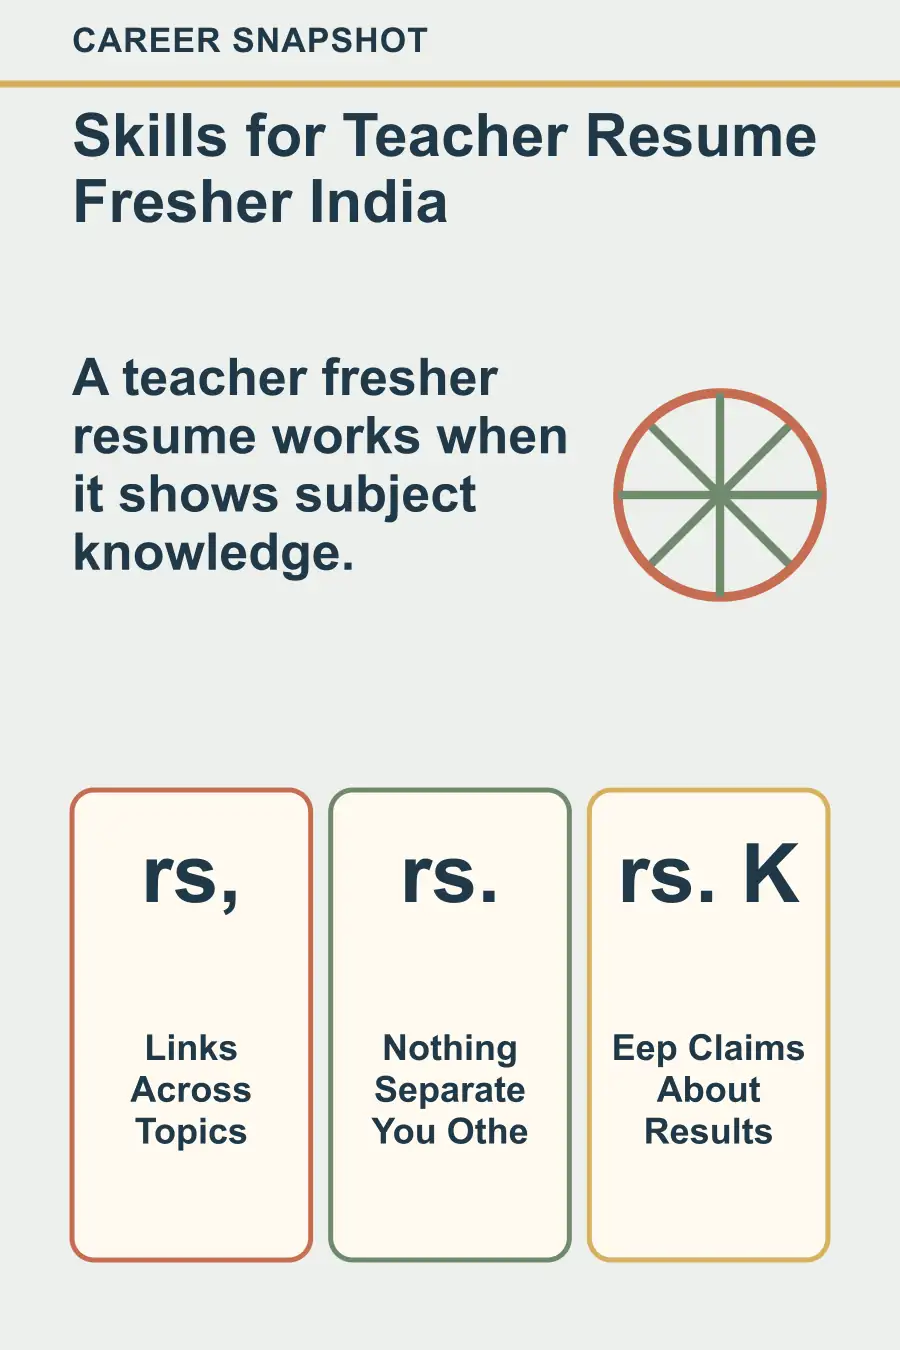 CAREER SNAPSHOT
Skills for Teacher Resume
Fresher India
A teacher fresher
resume works when
it shows subject
knowledge.
rs,
Links
Across
Topics
rs.
Nothing
Separate
You Othe
rs. K
Eep Claims
About
Results